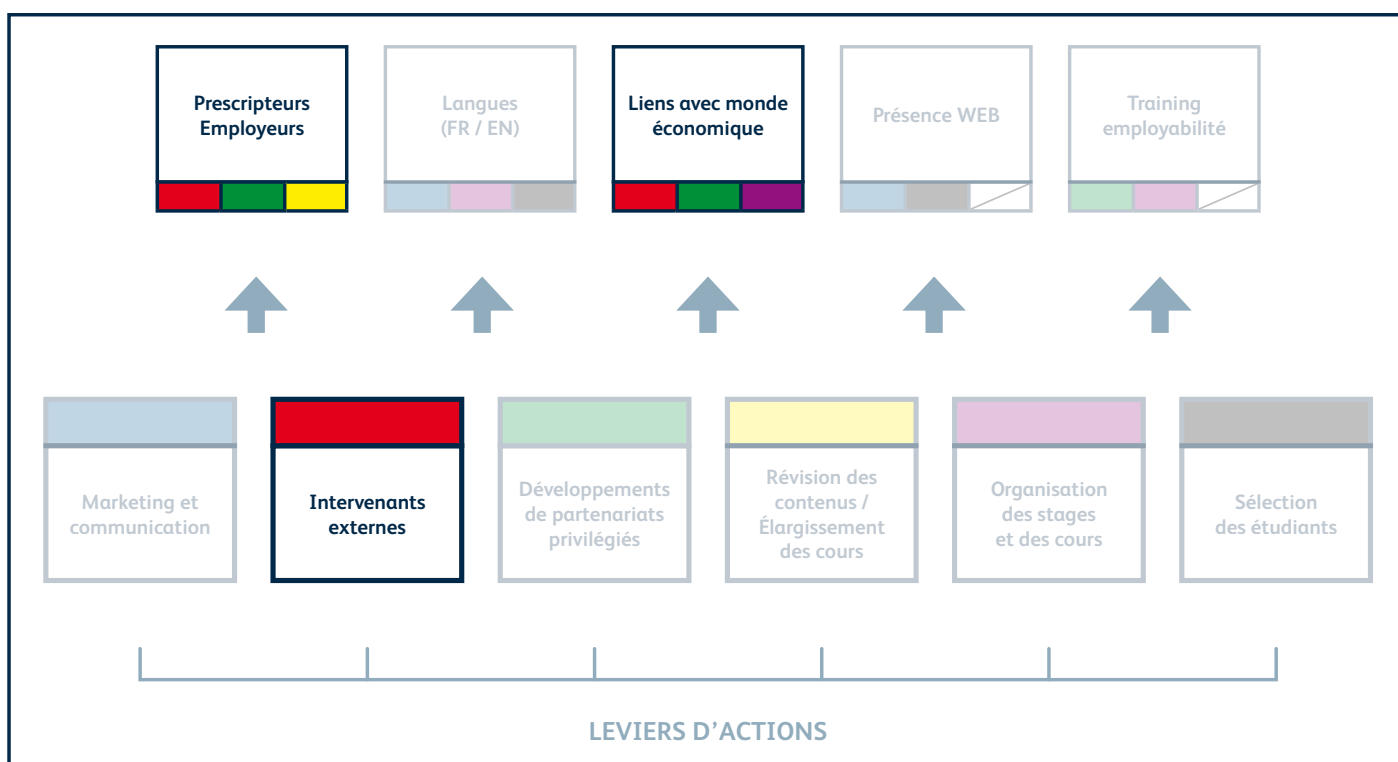 Prescripteurs
Employeurs
Langues
(FR / EN)
Liens avec monde
économique
Présence WEB
Training
employabilité
Marketing et
communication
Intervenants
externes
Développements
de partenariats
privilégiés
Révision des
contenus /
Élargissement
des cours
Organisation
des stages
et des cours
Sélection
des étudiants
LEVIERS D’ACTIONS